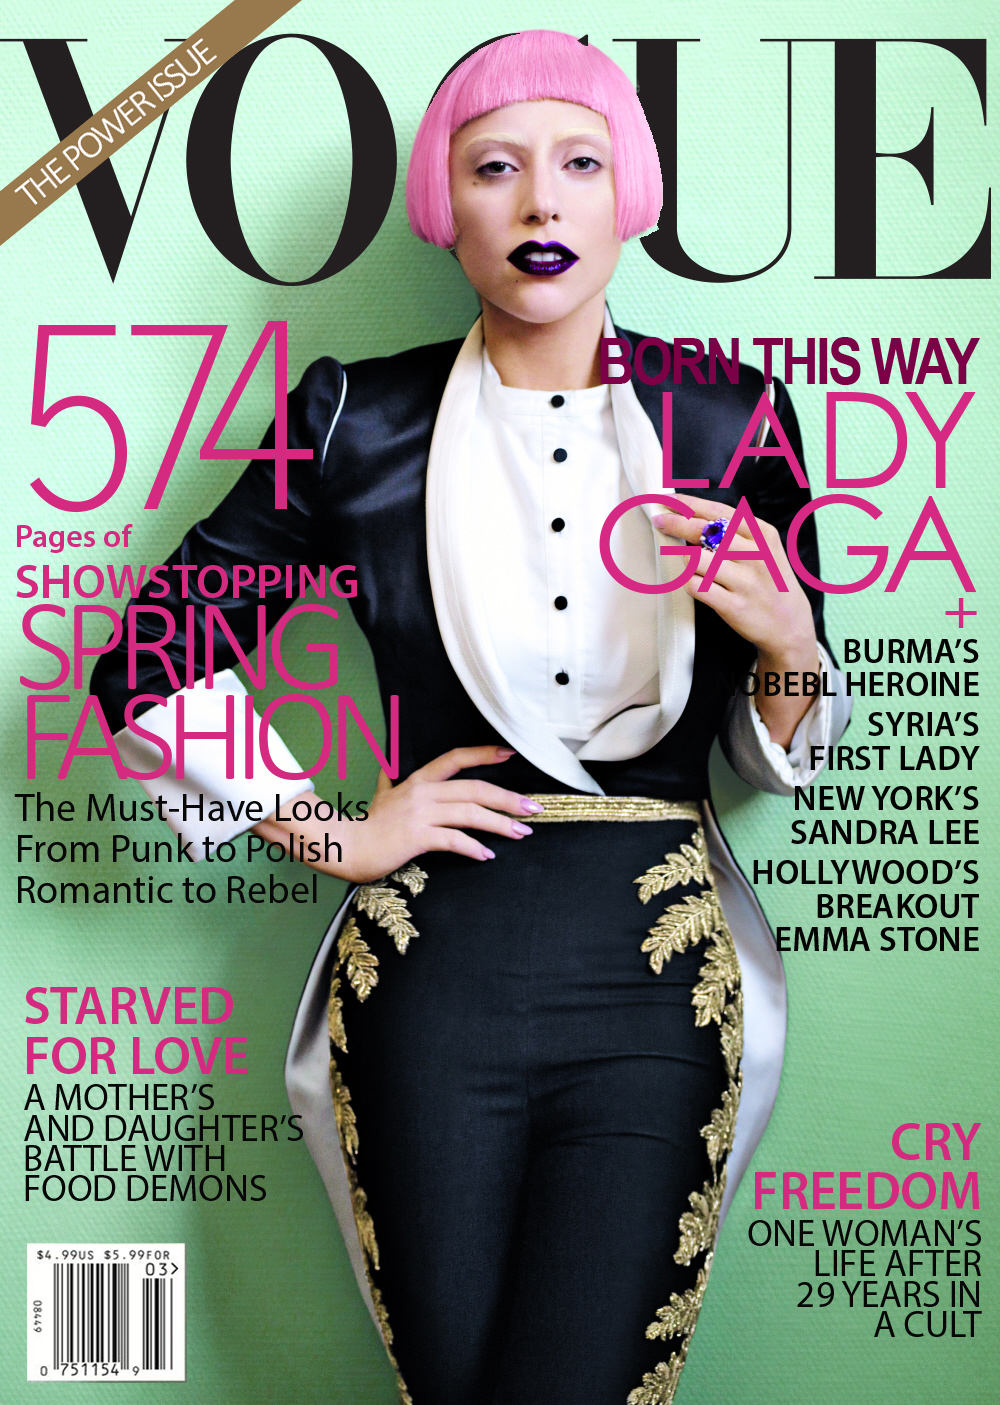 VOGUE
THE POWER ISSUE
574
Pages of
SHOWSTOPPING
SPRING
FASHION
The Must-Have Looks
From Punk to Polish
Romantic to Rebel
STARVED
FOR LOVE
A MOTHER'S
AND DAUGHTER'S
BATTLE WITH
FOOD DEMONS
$4.99US $5.99FOR
03>
08449
0 751154 9
BORN THIS WAY
LADY
GAGA
+
BURMA'S
NOBEBL HEROINE
SYRIA'S
FIRST LADY
NEW YORK'S
SANDRA LEE
HOLLYWOOD'S
BREAKOUT
EMMA STONE
CRY
FREEDOM
ONE WOMAN'S
LIFE AFTER
29 YEARS IN
A CULT